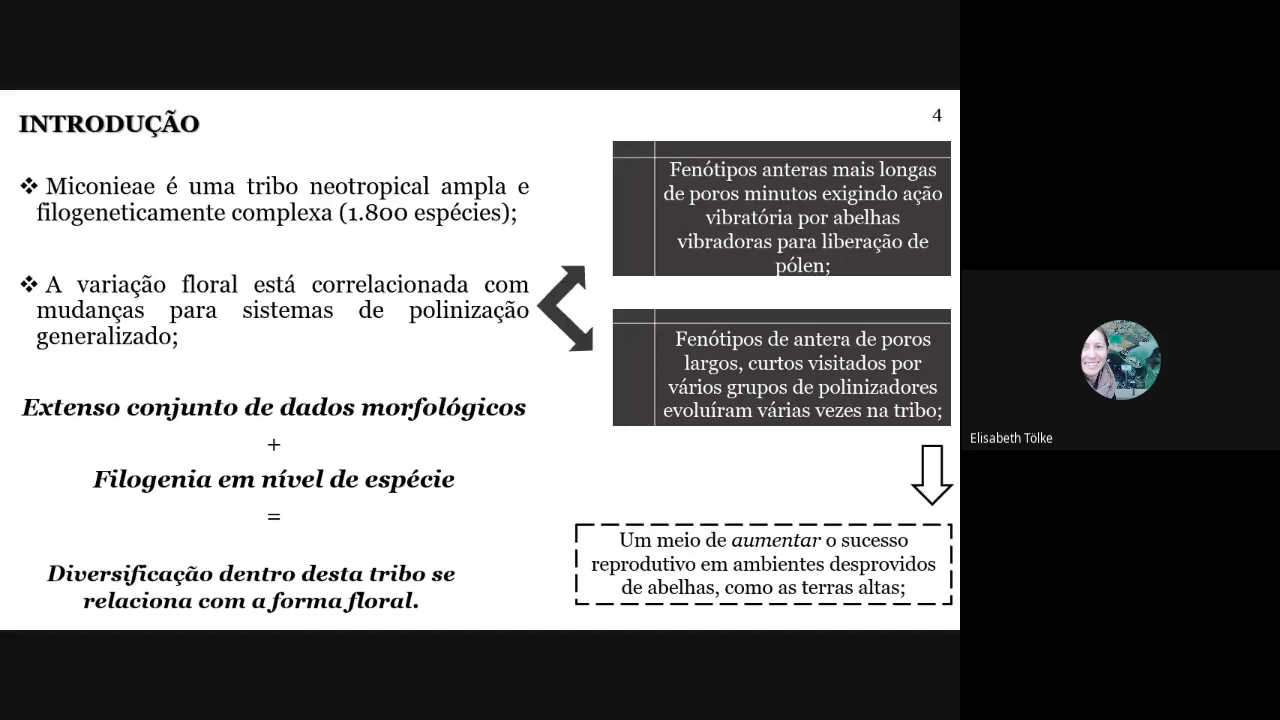 INTRODUÇÃO
4
❖ Miconieae é uma tribo neotropical ampla e
filogeneticamente complexa (1.800 espécies);
❖ A variação floral está correlacionada com
mudanças para sistemas de polinização
generalizado;
Extenso conjunto de dados morfológicos
+
Filogenia em nível de espécie
=
Diversificação dentro desta tribo se
relaciona com a forma floral.
Fenótipos anteras mais longas
de poros minutos exigindo ação
vibratória por abelhas
vibradoras para liberação de
pólen;
Fenótipos de antera de poros
largos, curtos visitados por
vários grupos de polinizadores
evoluíram várias vezes na tribo;
Um meio de aumentar o sucesso
reprodutivo em ambientes desprovidos
de abelhas, como as terras altas;
Elisabeth Tölke